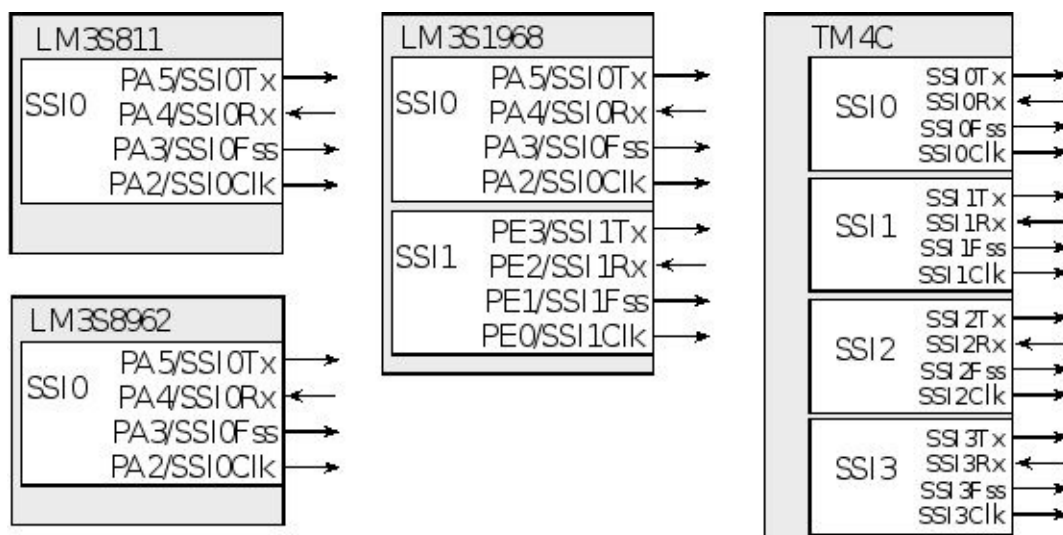 LM3S811
SSI0
PA5/SSI0Tx
PA4/SSI0Rx
PA3/SSI0Fss
PA2/SSI0Clk
LM3S8962
SSI0
PA5/SSI0Tx
PA4/SSI0Rx
PA3/SSI0Fss
PA2/SSI0Clk
LM3S1968
SSI0
PA5/SSI0Tx
PA4/SSI0Rx
PA3/SSI0Fss
PA2/SSI0Clk
SSI1
PE3/SSI1Tx
PE2/SSI1Rx
PE1/SSI1Fss
PE0/SSI1Clk
TM4C
SSI0
SSI0Tx
SSI0Rx
SSI0Fss
SSI0Clk
SSI1
SSI1Tx
SSI1Rx
SSI1Fss
SSI1Clk
SSI2
SSI2Tx
SSI2Rx
SSI2Fss
SSI2Clk
SSI3
SSI3Tx
SSI3Rx
SSI3Fss
SSI3Clk